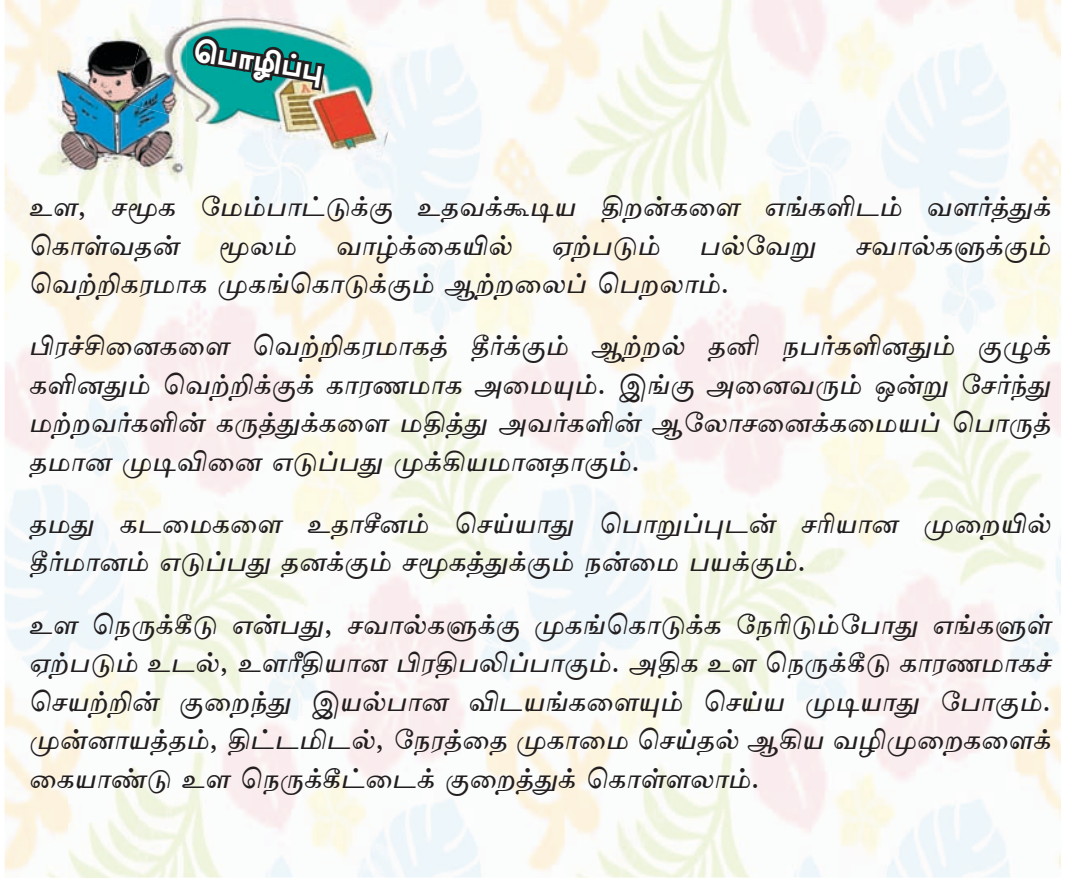 பொழிப்பு
உள, சமூக மேம்பாட்டுக்கு உதவக்கூடிய திறன்களை எங்களிடம் வளர்த்துக்
கொள்வதன் மூலம் வாழ்க்கையில் ஏற்படும் பல்வேறு சவால்களுக்கும்
வெற்றிகரமாக முகங்கொடுக்கும் ஆற்றலைப் பெறலாம்.
பிரச்சினைகளை வெற்றிகரமாகத் தீர்க்கும் ஆற்றல் தனி நபர்களினதும் குழுக்
களினதும் வெற்றிக்குக் காரணமாக அமையும். இங்கு அனைவரும் ஒன்று சேர்ந்து
மற்றவர்களின் கருத்துக்களை மதித்து அவர்களின் ஆலோசனைக்கமையப் பொருத்
தமான முடிவினை எடுப்பது முக்கியமானதாகும்.
தமது கடமைகளை உதாசீனம் செய்யாது பொறுப்புடன் சரியான முறையில்
தீர்மானம் எடுப்பது தனக்கும் சமூகத்துக்கும் நன்மை பயக்கும்.
உள நெருக்கீடு என்பது, சவால்களுக்கு முகங்கொடுக்க நேரிடும்போது எங்களுள்
ஏற்படும் உடல், உளரீதியான பிரதிபலிப்பாகும். அதிக உள நெருக்கீடு காரணமாகச்
செயற்றின் குறைந்து இயல்பான விடயங்களையும் செய்ய முடியாது போகும்.
முன்னாயத்தம், திட்டமிடல், நேரத்தை முகாமை செய்தல் ஆகிய வழிமுறைகளைக்
கையாண்டு உள நெருக்கீட்டைக் குறைத்துக் கொள்ளலாம்.